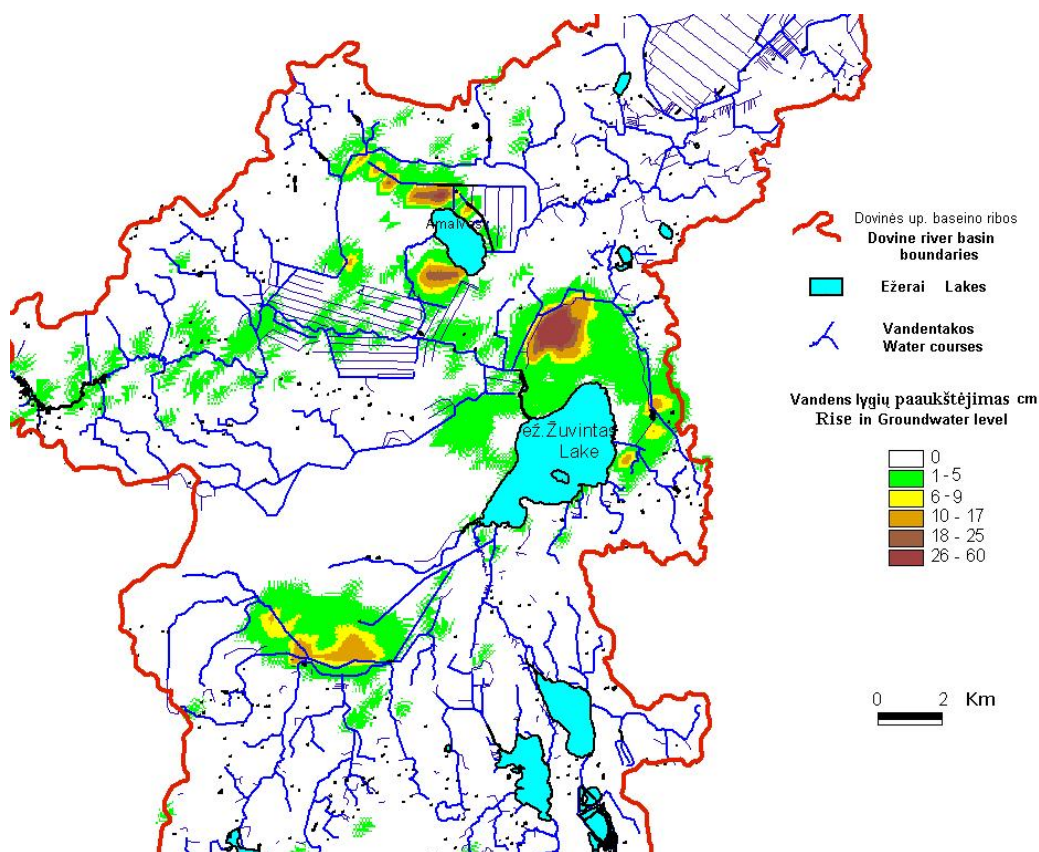 Amalvas
ež.Žuvintas
Lake
Dovinės up. baseino ribos
Dovine river basin
boundaries
Ežerai Lakes
Vandentakos
Water courses
Vandens lygių paaukštėjimas cm
Rise in Groundwater level
0
1 - 5
6 - 9
10 - 17
18 - 25
26 - 60
0 2 Km